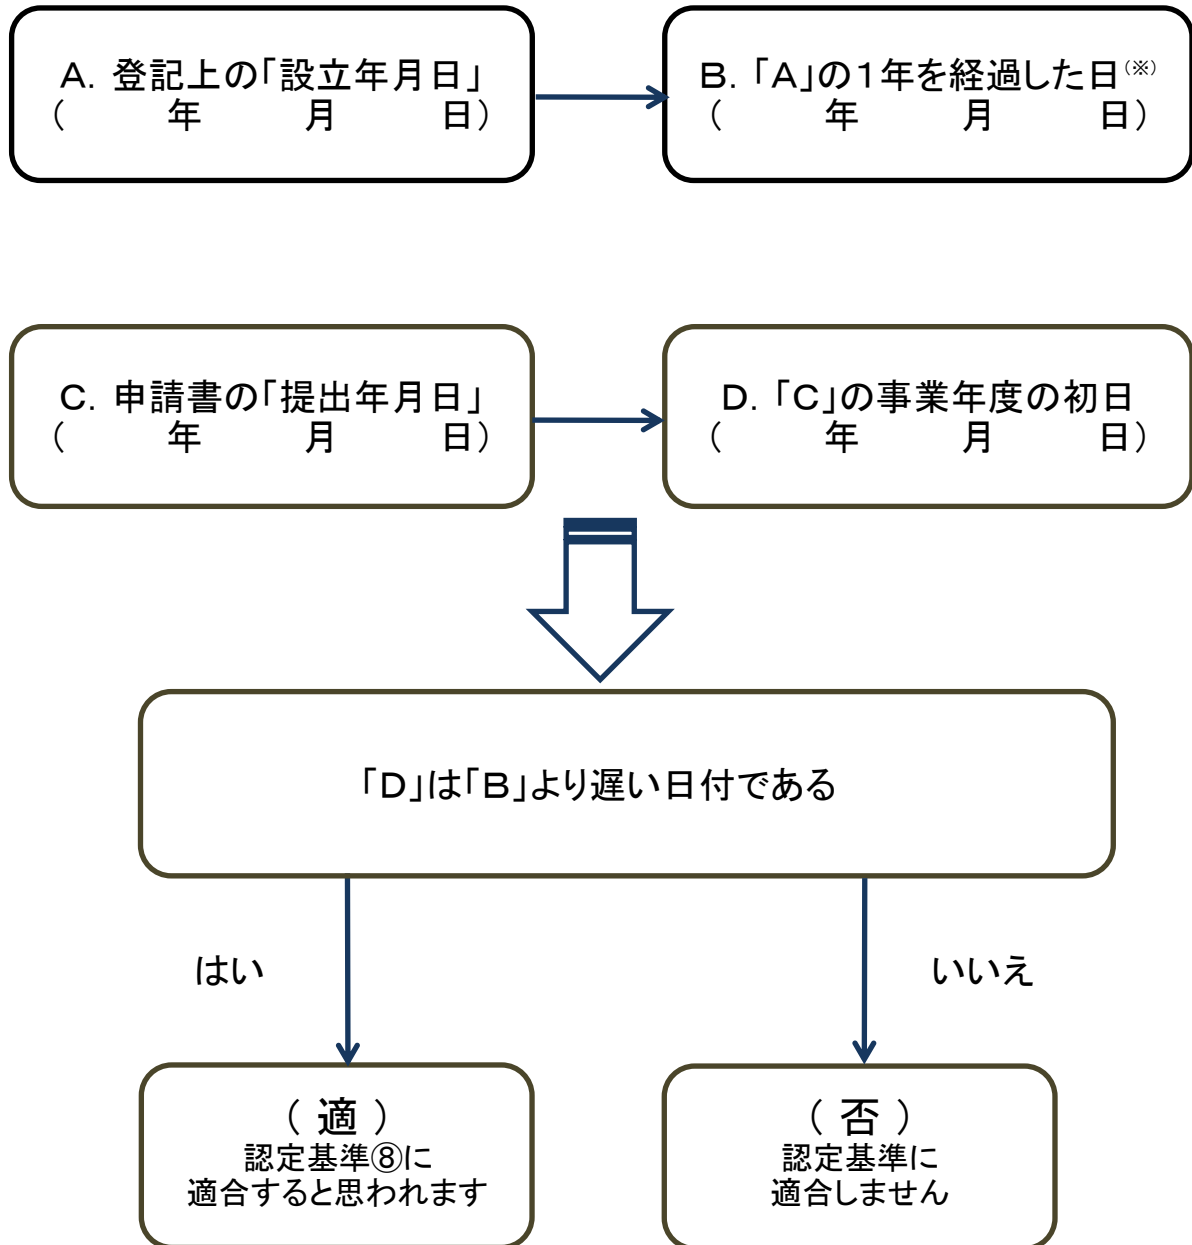 A. 登記上の「設立年月日」
(　　　年　　　月　　　日)
B. 「A」の1年を経過した日(※)
(　　　年　　　月　　　日)
C. 申請書の「提出年月日」
(　　　年　　　月　　　日)
D. 「C」の事業年度の初日
(　　　年　　　月　　　日)
「D」は「B」より遅い日付である
はい
いいえ
( 適 )
認定基準⑧に
適合すると思われます
( 否 )
認定基準に
適合しません